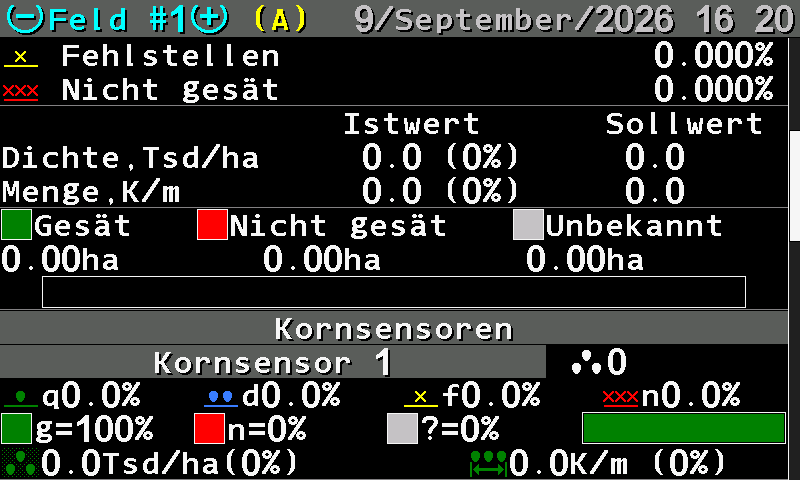 Feld #1 (A) 9/September/2026 16 20
Fehlstellen 0.000%
Nicht gesät 0.000%
Istwert Sollwert
Dichte,Tsd/ha 0.0 (0%) 0.0
Menge,K/m 0.0 (0%) 0.0
Gesät Nicht gesät Unbekannt
0.00ha 0.00ha 0.00ha
Kornsensoren
Kornsensor 1 0
q0.0% d0.0% f0.0% n0.0%
g=100% n=0% ?=0%
0.0Tsd/ha(0%) 0.0K/m (0%)